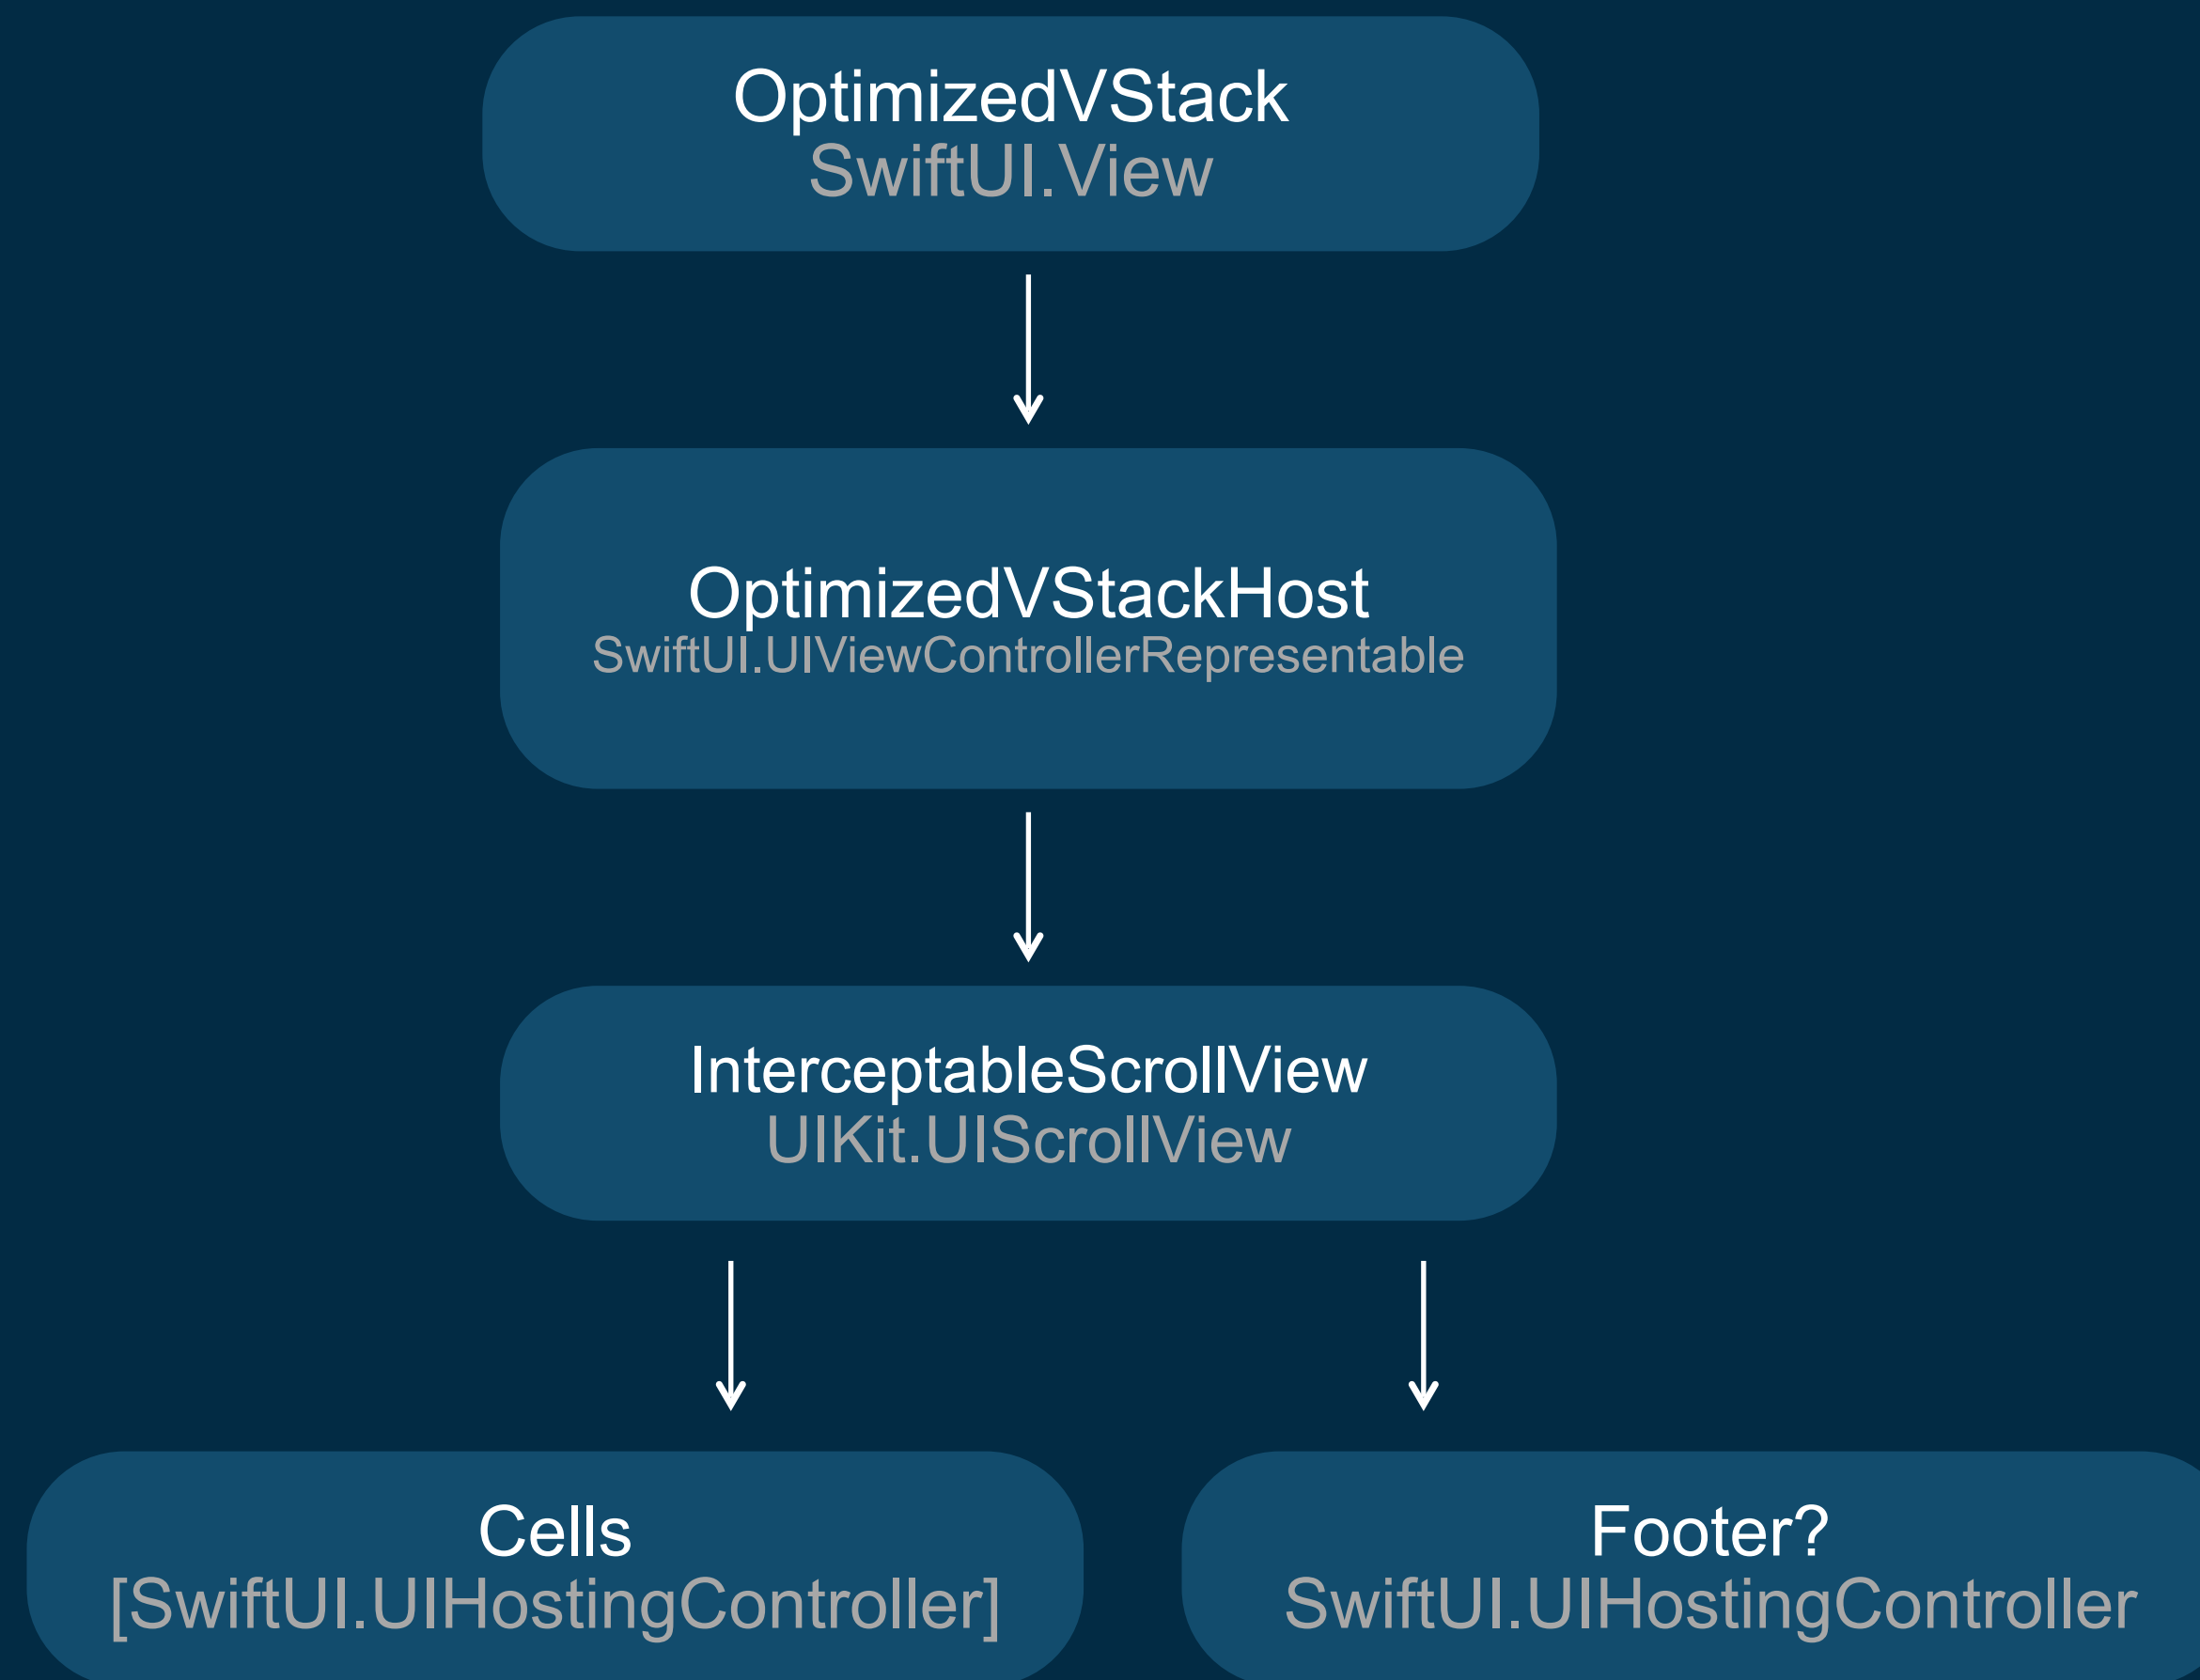 OptimizedVStack
SwiftUI.View
OptimizedVStackHost
SwiftUI.UIViewControllerRepresentable
InterceptableScrollView
UIKit.UIScrollView
Cells
[SwiftUI.UIHostingController]
Footer?
SwiftUI.UIHostingController